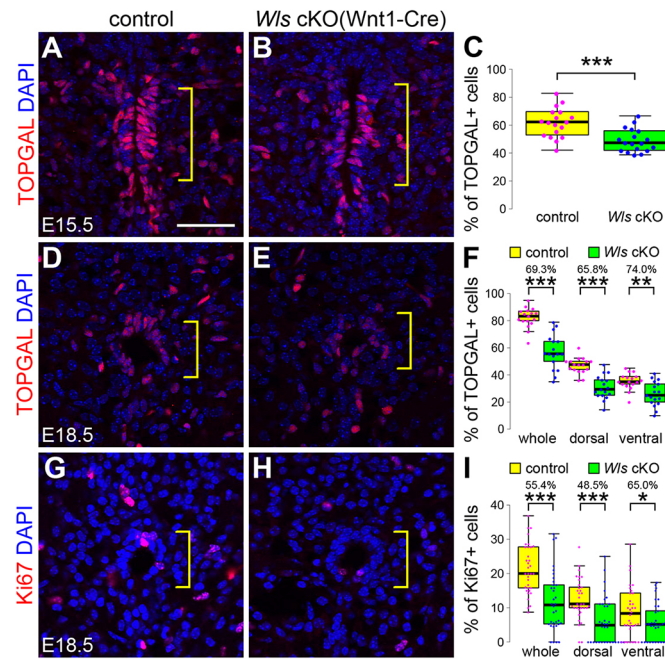 control
Wls cKO(Wnt1-Cre)
TOPGAL DAPI
A
E15.5
B
C
***
% of TOPGAL+ cells
100
80
60
40
20
0
control
Wls cKO
TOPGAL DAPI
D
E18.5
E
F
control
Wls cKO
69.3% 65.8% 74.0%
*** *** **
% of TOPGAL+ cells
100
80
60
40
20
0
whole dorsal ventral
Ki67 DAPI
G
E18.5
H
I
control
Wls cKO
55.4% 48.5% 65.0%
*** *** *
% of Ki67+ cells
40
30
20
10
0
whole dorsal ventral